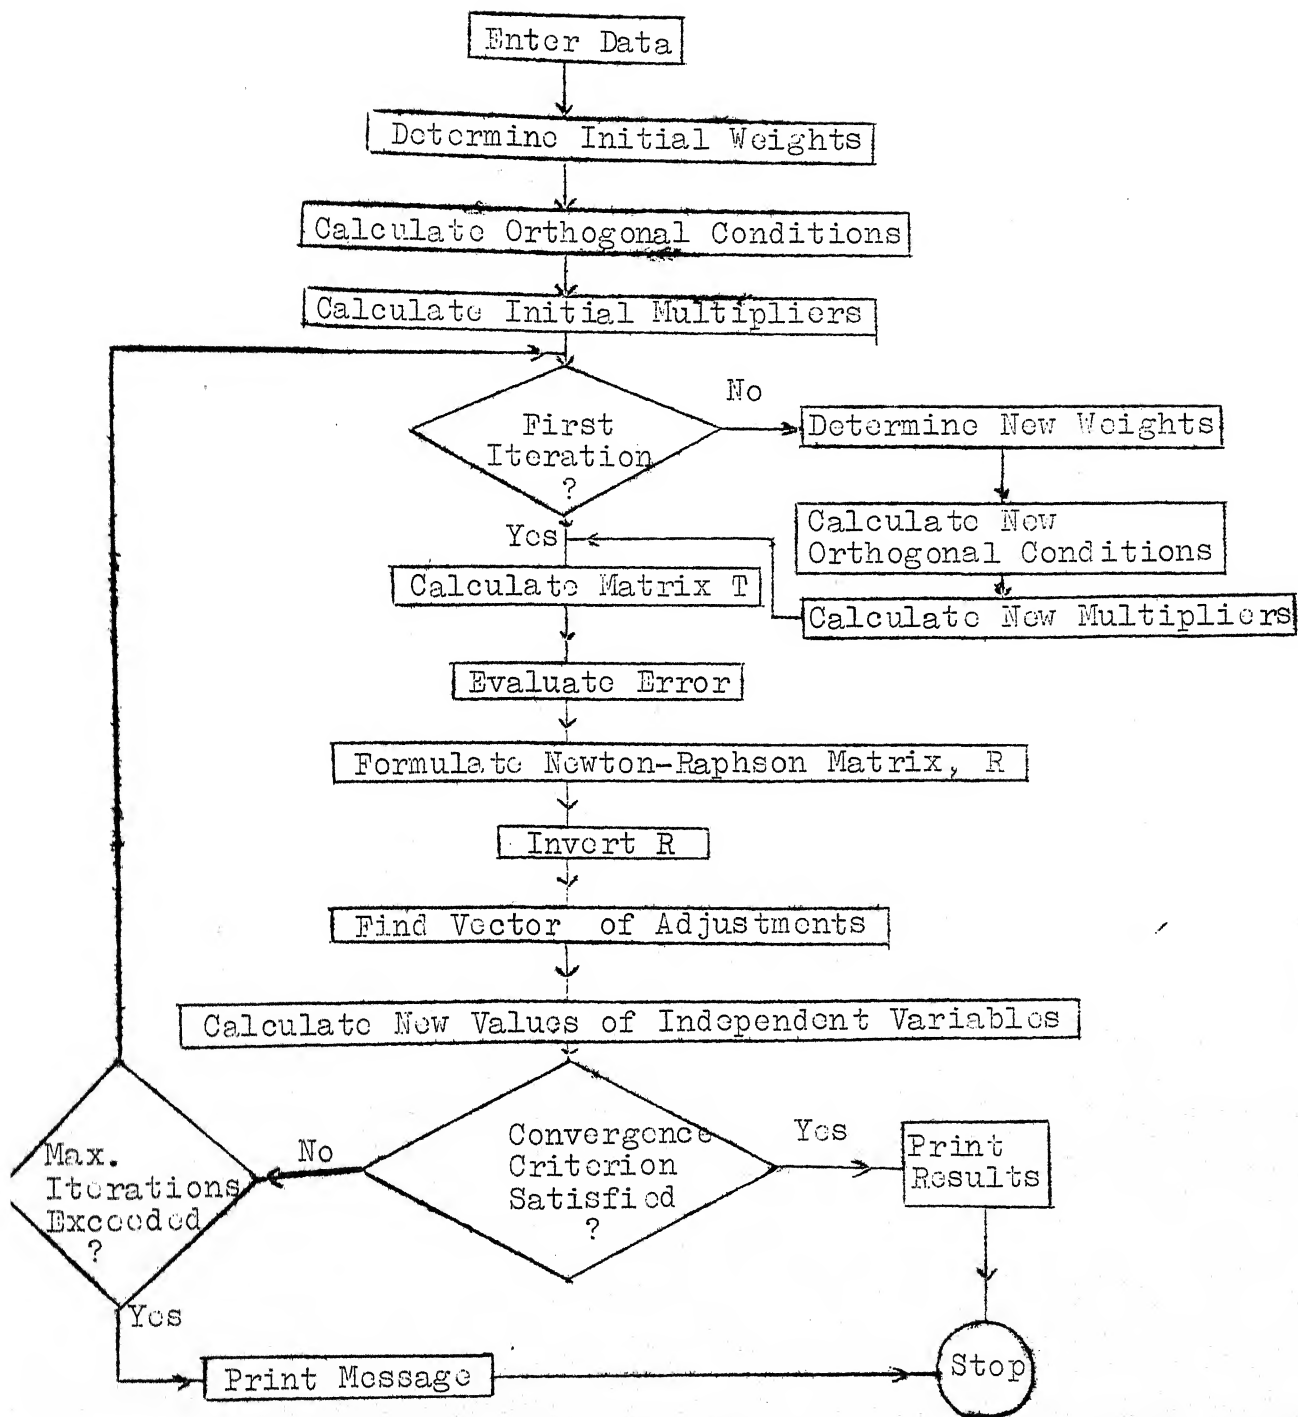 Enter Data
Determine Initial Weights
Calculate Orthogonal Conditions
Calculate Initial Multipliers
First
Iteration
?
No
Determine New Weights
Calculate New
Orthogonal Conditions
Calculate New Multipliers
Yes
Calculate Matrix T
Evaluate Error
Formulate Newton-Raphson Matrix, R
Invert R
Find Vector of Adjustments
Calculate New Values of Independent Variables
Convergence
Criterion
Satisfied
?
Yes
Print
Results
No
Max.
Iterations
Exceeded
?
Yes
Print Message
Stop